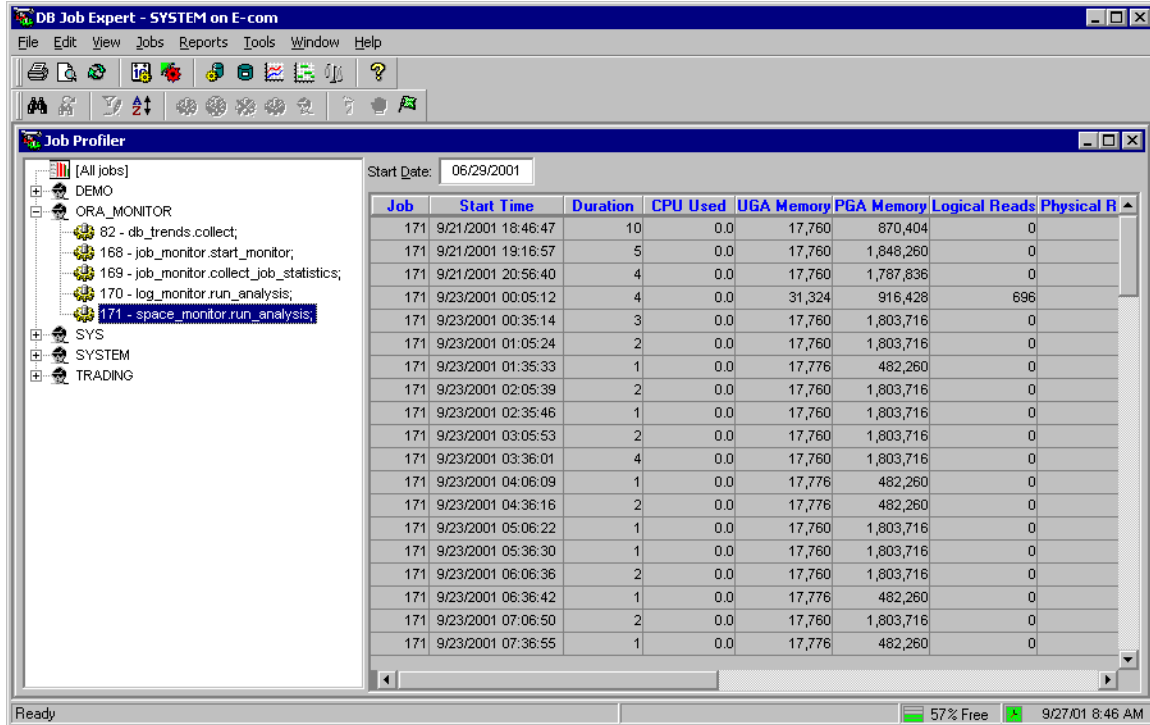 DB Job Expert - SYSTEM on E-com
File Edit View Jobs Reports Tools Window Help
Job Profiler
[All jobs]
DEMO
ORA_MONITOR
82 - db_trends.collect;
168 - job_monitor.start_monitor;
169 - job_monitor.collect_job_statistics;
170 - log_monitor.run_analysis;
171 - space_monitor.run_analysis;
SYS
SYSTEM
TRADING
Start Date: 06/29/2001
Job Start Time Duration CPU Used UGA Memory PGA Memory Logical Reads Physical R
171 9/21/2001 18:46:47 10 0.0 17,760 870,404 0
171 9/21/2001 19:16:57 5 0.0 17,760 1,848,260 0
171 9/21/2001 20:56:40 4 0.0 17,760 1,787,836 0
171 9/23/2001 00:05:12 4 0.0 31,324 916,428 696
171 9/23/2001 00:35:14 3 0.0 17,760 1,803,716 0
171 9/23/2001 01:05:24 2 0.0 17,760 1,803,716 0
171 9/23/2001 01:35:33 1 0.0 17,776 482,260 0
171 9/23/2001 02:05:39 2 0.0 17,760 1,803,716 0
171 9/23/2001 02:35:46 1 0.0 17,760 1,803,716 0
171 9/23/2001 03:05:53 2 0.0 17,760 1,803,716 0
171 9/23/2001 03:36:01 4 0.0 17,760 1,803,716 0
171 9/23/2001 04:06:09 1 0.0 17,776 482,260 0
171 9/23/2001 04:36:16 2 0.0 17,776 482,260 0
171 9/23/2001 05:06:22 1 0.0 17,760 1,803,716 0
171 9/23/2001 05:36:30 1 0.0 17,760 1,803,716 0
171 9/23/2001 06:06:36 2 0.0 17,760 1,803,716 0
171 9/23/2001 06:36:42 1 0.0 17,776 482,260 0
171 9/23/2001 07:06:50 2 0.0 17,760 1,803,716 0
171 9/23/2001 07:36:55 1 0.0 17,776 482,260 0
Ready 57% Free 9/27/01 8:46 AM